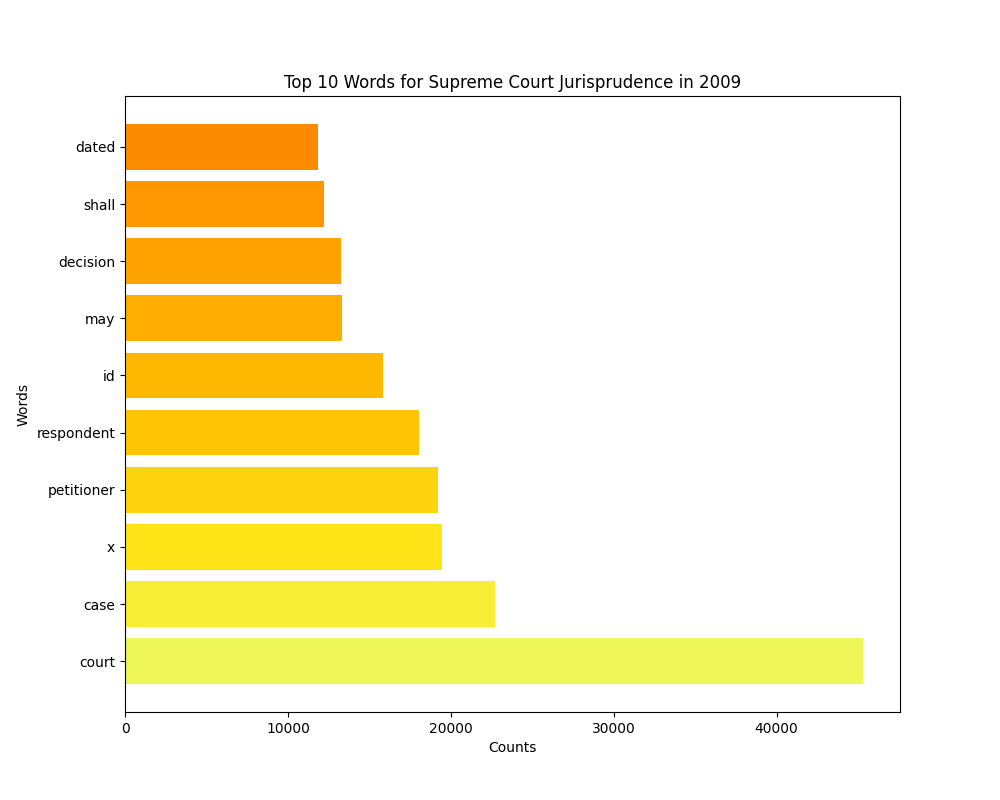 Top 10 Words for Supreme Court Jurisprudence in 2009
dated
shall
decision
may
id
respondent
petitioner
x
case
court
Words
0 10000 20000 30000 40000
Counts